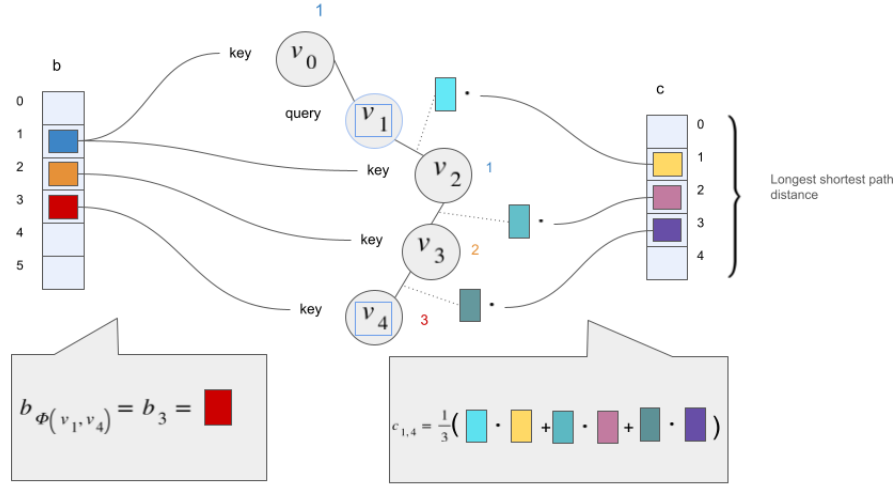 1
b
key
v0
c
0
1
2
3
4
5
query
v1
·
0
1
2
3
4
Longest shortest path
distance
key
v2
1
key
v3
2
·
key
v4
3
·
bΦ(v1, v4) = b3 =
c1,4 = 1/3( · + · + · )